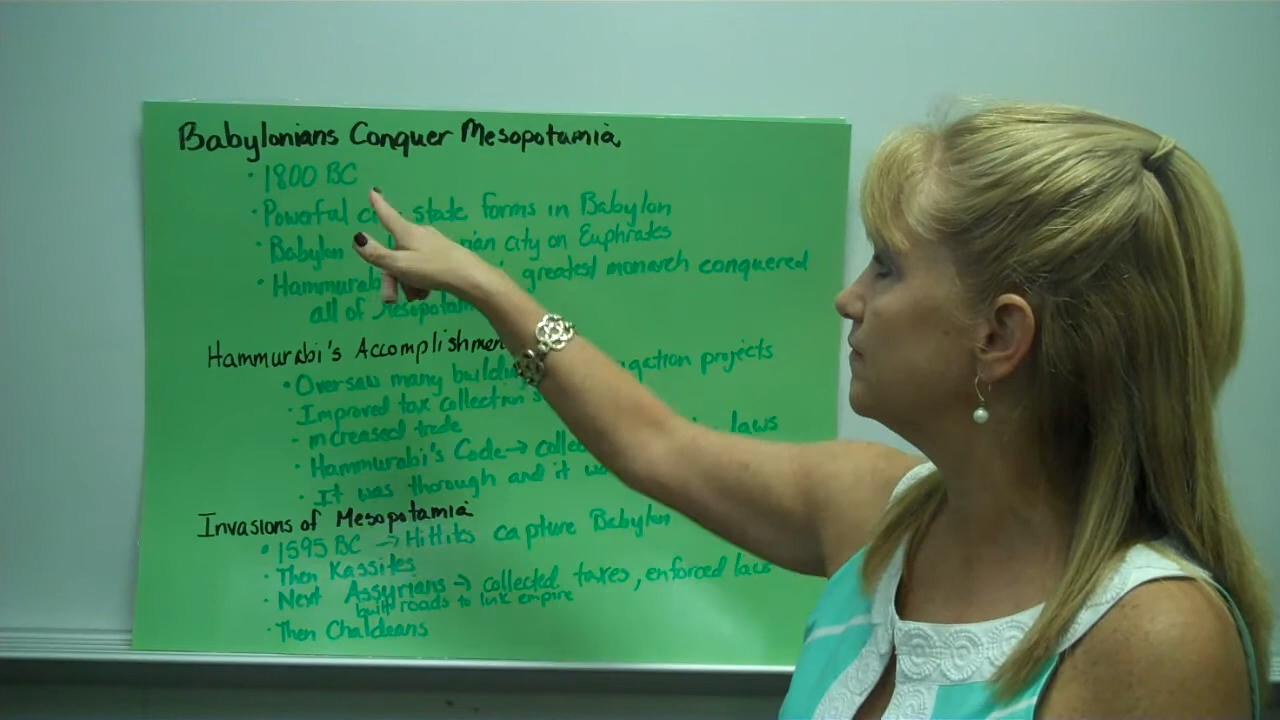 Babylonians Conquer Mesopotamia
· 1800 BC
· Powerful state forms in Babylon
· Babylon city on Euphrates
· greatest monarch conquered
all of
Hammurabi's Accomplishmen
· Oversaw many projects
· Improved tax collection
· increased trade
· Hammurabi's Code → laws
· It was thorough and it
Invasions of Mesopotamia
· 1595 BC → Hittites capture Babylon
· Then Kassites
· Next Assyrians → collected taxes, enforced laws
built roads to link empire
· Then Chaldeans